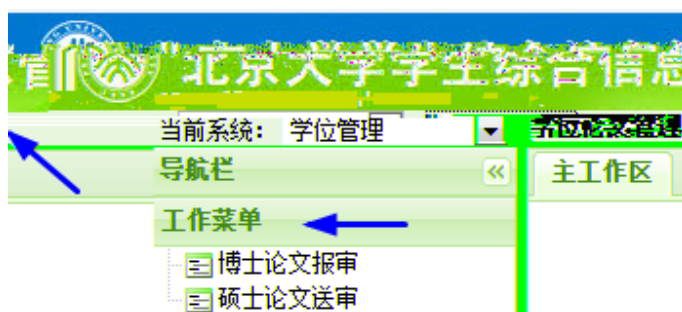 北京大学学生综合信息
当前系统： 学位管理
导航栏
主工作区
工作菜单
博士论文报审
硕士论文送审